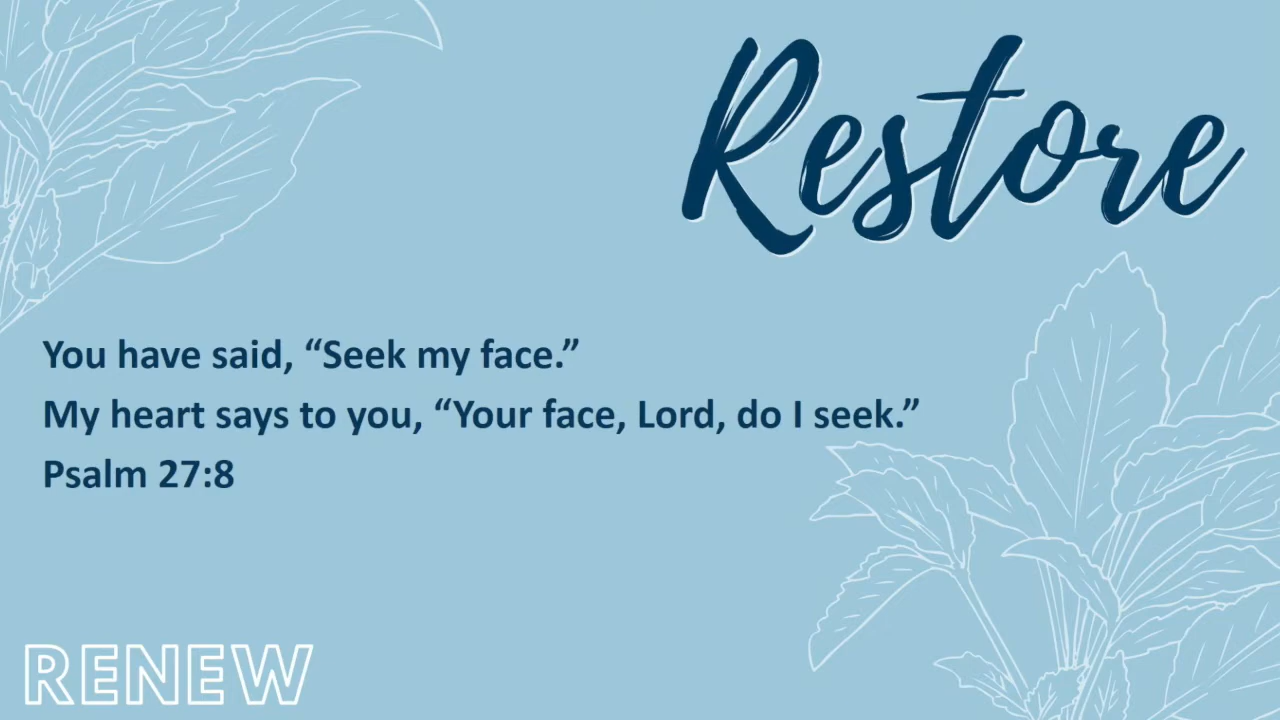 Restore
You have said, “Seek my face.”
My heart says to you, “Your face, Lord, do I seek.”
Psalm 27:8
RENEW